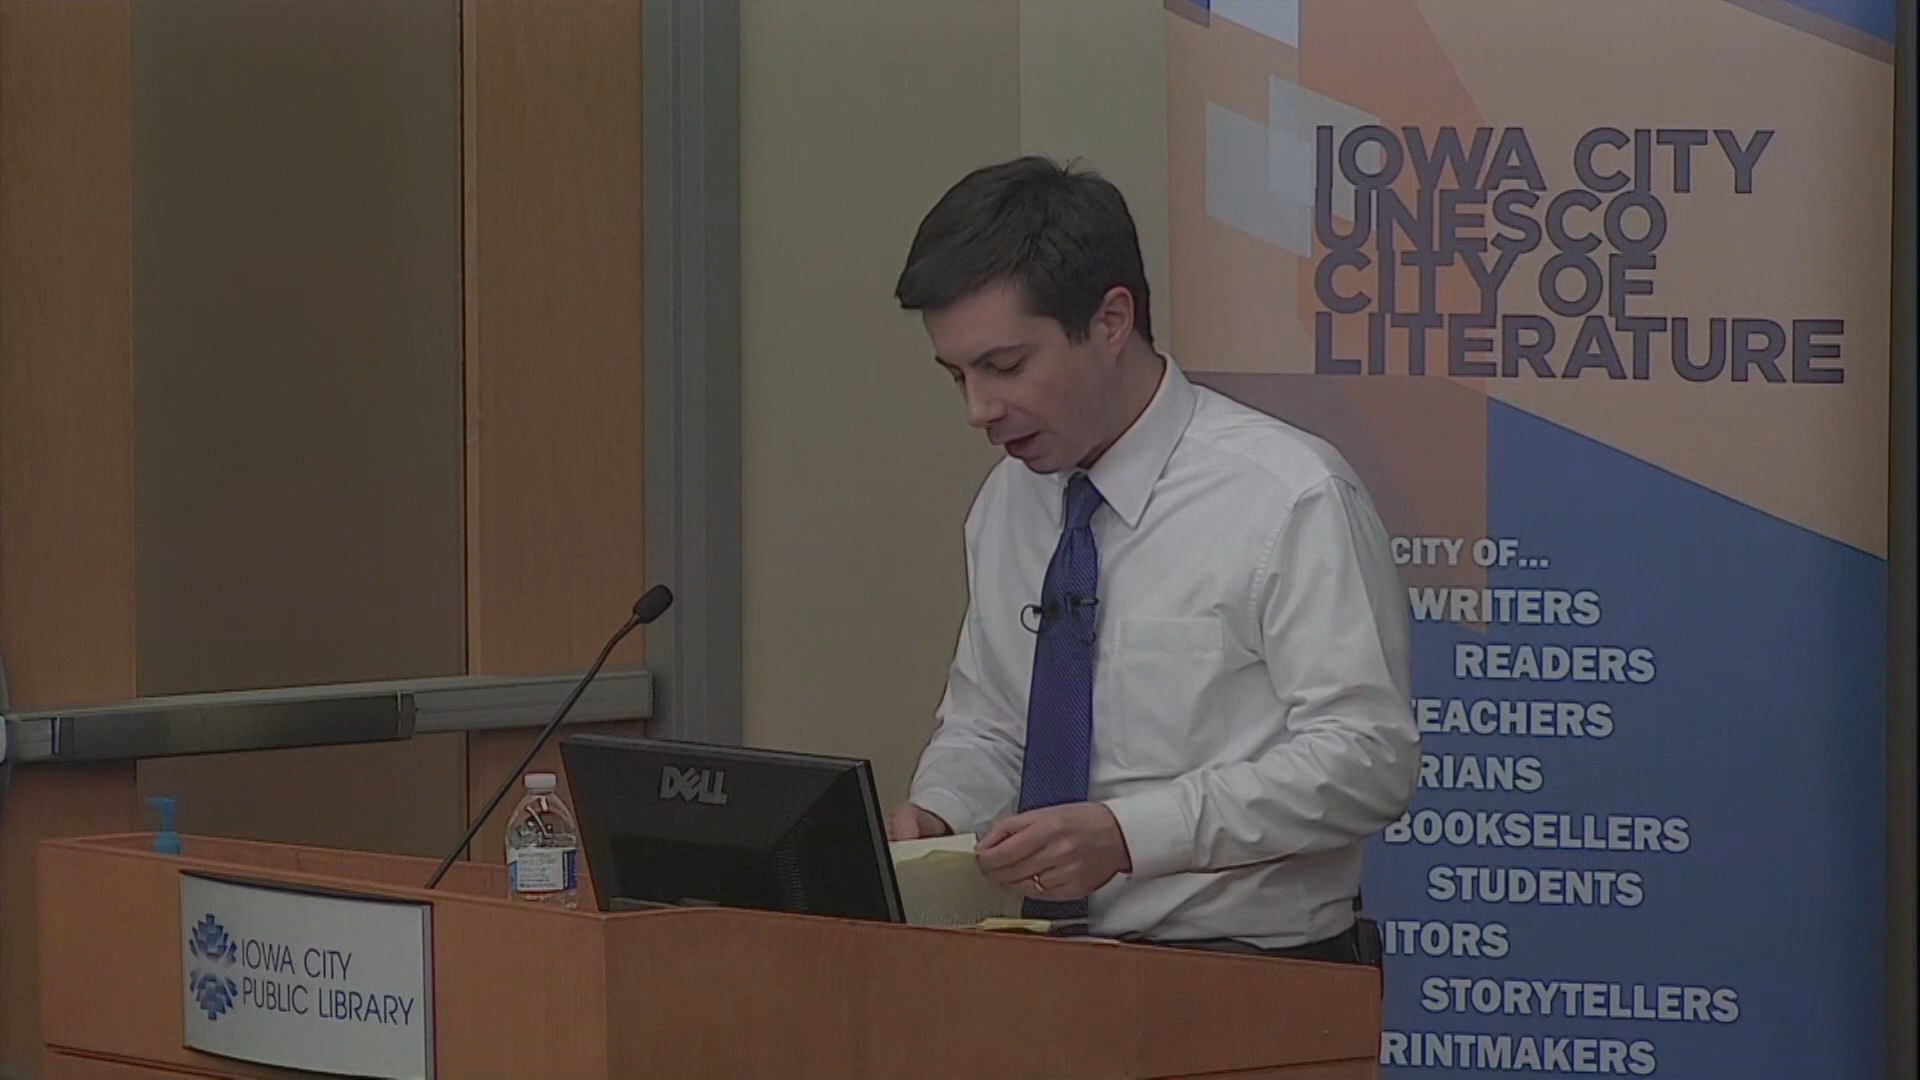 IOWA CITY
UNESCO
CITY OF
LITERATURE
CITY OF...
WRITERS
READERS
TEACHERS
RIANS
BOOKSELLERS
STUDENTS
ITORS
STORYTELLERS
RINTMAKERS
DELL
IOWA CITY
PUBLIC LIBRARY